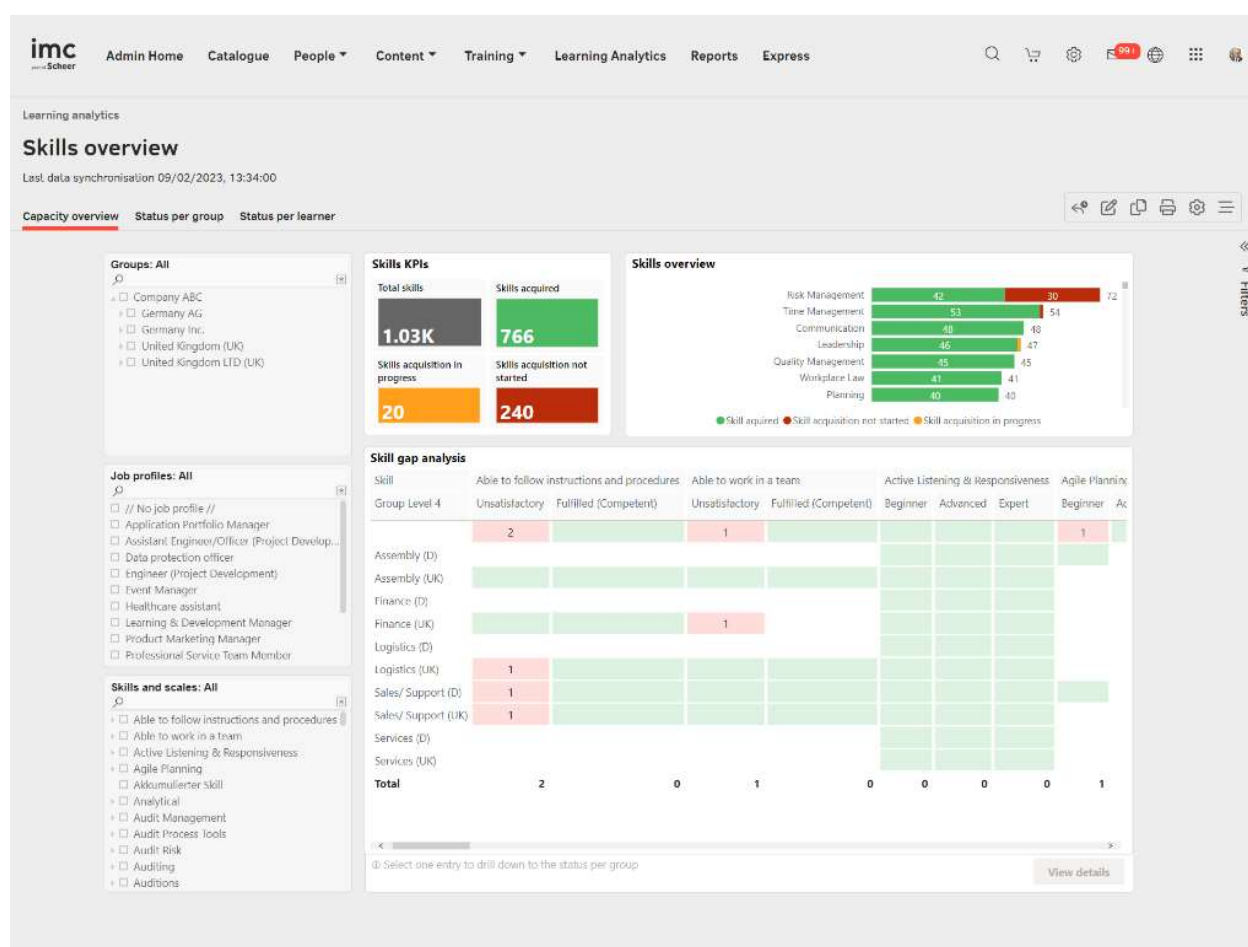 imc
Scheer
Admin Home Catalogue People Content Training Learning Analytics Reports Express
99+
Learning analytics
Skills overview
Last data synchronisation 09/02/2023, 13:34:00
Capacity overview Status per group Status per learner
Filters
Groups: All
Company ABC
Germany AG
Germany Inc.
United Kingdom (UK)
United Kingdom LTD (UK)
Job profiles: All
// No job profile //
Application Portfolio Manager
Assistant Engineer/Officer (Project Develop...
Data protection officer
Engineer (Project Development)
Event Manager
Healthcare assistant
Learning & Development Manager
Product Marketing Manager
Professional Service Team Member
Skills and scales: All
Able to follow instructions and procedures
Able to work in a team
Active Listening & Responsiveness
Agile Planning
Akkumulierter Skill
Analytical
Audit Management
Audit Process Tools
Audit Risk
Auditing
Auditions
Skills KPIs
Total skills Skills acquired
1.03K 766
Skills acquisition in progress
Skills acquisition not started
20 240
Skills overview
Risk Management 42 30 72
Time Management 53 54
Communication 48 48
Leadership 46 47
Quality Management 45 45
Workplace Law 41 41
Planning 40 40
Skill aquired Skill acquisition not started Skill acquisition in progress
Skill gap analysis
Skill Able to follow instructions and procedures Able to work in a team Active Listening & Responsiveness Agile Planning
Group Level 4 Unsatisfactory Fulfilled (Competent) Unsatisfactory Fulfilled (Competent) Beginner Advanced Expert Beginner Ac
2 1 1
Assembly (D)
Assembly (UK)
Finance (D)
Finance (UK) 1
Logistics (D)
Logistics (UK) 1
Sales/ Support (D) 1
Sales/ Support (UK) 1
Services (D)
Services (UK)
Total 2 0 1 0 0 0 0 1
Select one entry to drill down to the status per group
View details